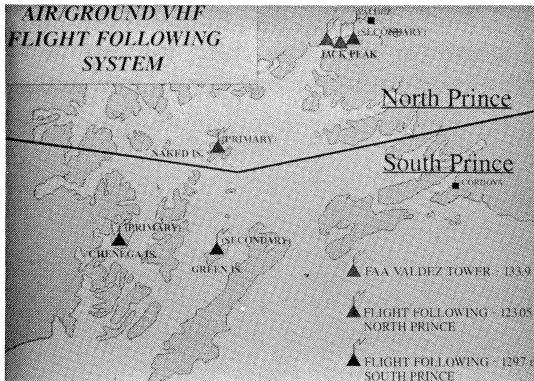 AIR/GROUND VHF
FLIGHT FOLLOWING
SYSTEM
VALDEZ
(SECONDARY)
JACK PEAK
North Prince
(PRIMARY)
NAKED IS.
South Prince
CORDOVA
(PRIMARY)
CHENEGA IS.
(SECONDARY)
GREEN IS.
FAA VALDEZ TOWER - 133.9
FLIGHT FOLLOWING - 123.05
NORTH PRINCE
FLIGHT FOLLOWING - 129.7
SOUTH PRINCE